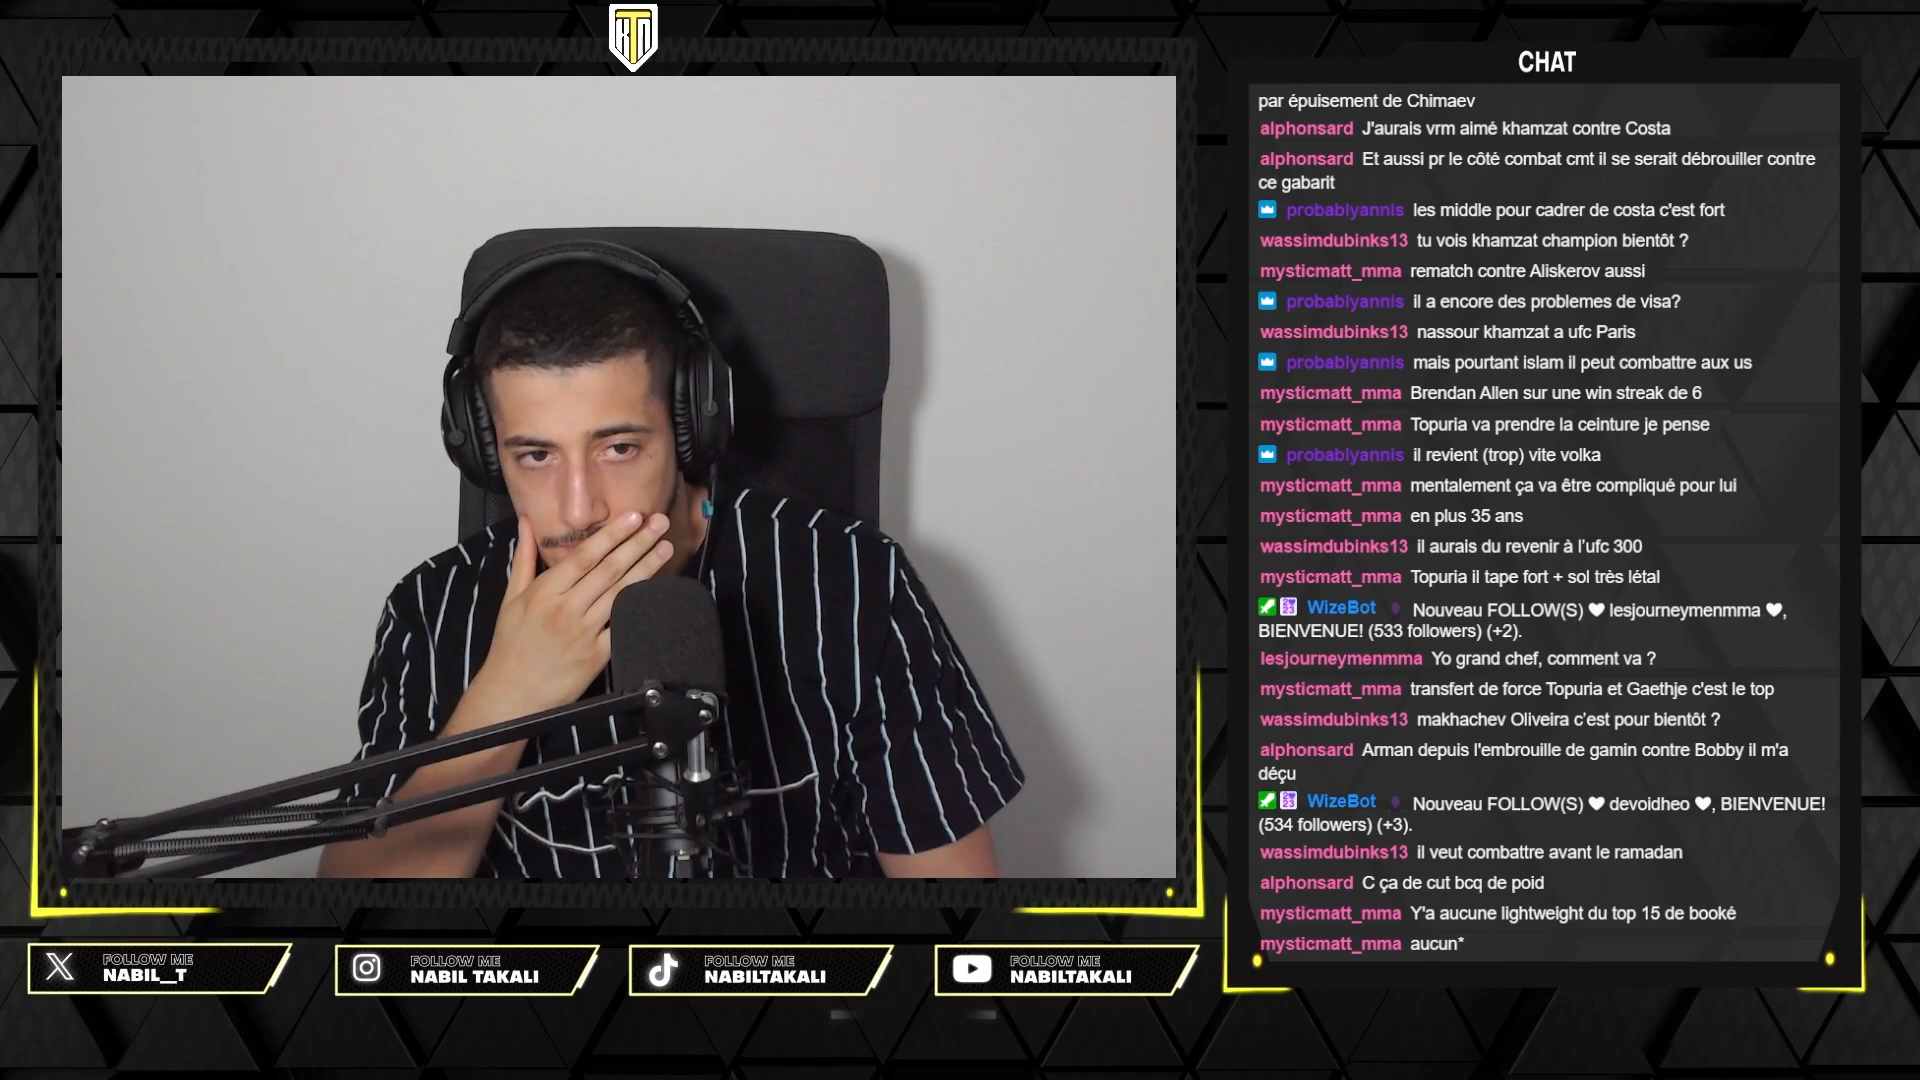 CHAT
par épuisement de Chimaev
alphonsard J'aurais vrm aimé khamzat contre Costa
alphonsard Et aussi pr le côté combat cmt il se serait débrouiller contre
ce gabarit
probablyannis les middle pour cadrer de costa c'est fort
wassimdubinks13 tu vois khamzat champion bientôt ?
mysticmatt_mma rematch contre Aliskerov aussi
probablyannis il a encore des problemes de visa?
wassimdubinks13 nassour khamzat a ufc Paris
probablyannis mais pourtant islam il peut combattre aux us
mysticmatt_mma Brendan Allen sur une win streak de 6
mysticmatt_mma Topuria va prendre la ceinture je pense
probablyannis il revient (trop) vite volka
mysticmatt_mma mentalement ça va être compliqué pour lui
mysticmatt_mma en plus 35 ans
wassimdubinks13 il aurais du revenir à l'ufc 300
mysticmatt_mma Topuria il tape fort + sol très létal
WizeBot Nouveau FOLLOW(S) ♥ lesjourneymenmma ♥,
BIENVENUE! (533 followers) (+2).
lesjourneymenmma Yo grand chef, comment va ?
mysticmatt_mma transfert de force Topuria et Gaethje c'est le top
wassimdubinks13 makhachev Oliveira c'est pour bientôt ?
alphonsard Arman depuis l'embrouille de gamin contre Bobby il m'a
déçu
WizeBot Nouveau FOLLOW(S) ♥ devoidheo ♥, BIENVENUE!
(534 followers) (+3).
wassimdubinks13 il veut combattre avant le ramadan
alphonsard C ça de cut bcq de poid
mysticmatt_mma Y'a aucune lightweight du top 15 de booké
mysticmatt_mma aucun*
FOLLOW ME
NABIL__T
FOLLOW ME
NABIL TAKALI
FOLLOW ME
NABILTAKALI
FOLLOW ME
NABILTAKALI